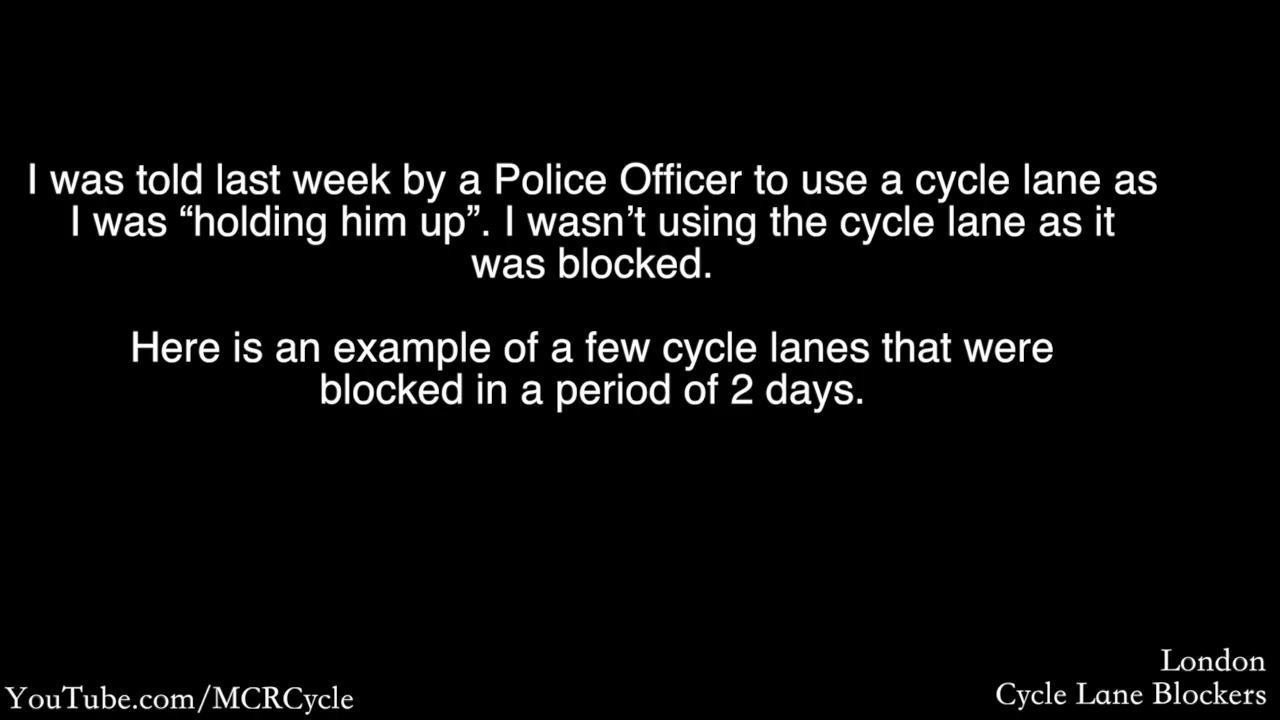 I was told last week by a Police Officer to use a cycle lane as
I was “holding him up”. I wasn’t using the cycle lane as it
was blocked.
Here is an example of a few cycle lanes that were
blocked in a period of 2 days.
London
YouTube.com/MCRCycle
Cycle Lane Blockers